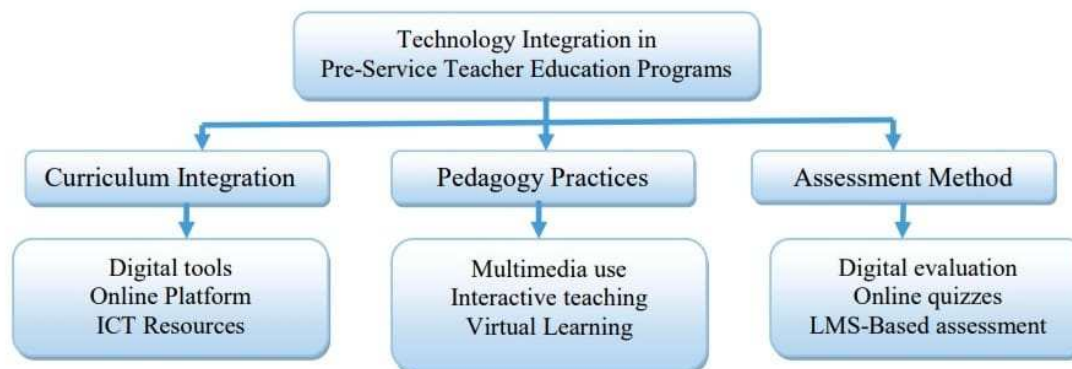 Technology Integration in
Pre-Service Teacher Education Programs
Curriculum Integration
Pedagogy Practices
Assessment Method
Digital tools
Online Platform
ICT Resources
Multimedia use
Interactive teaching
Virtual Learning
Digital evaluation
Online quizzes
LMS-Based assessment